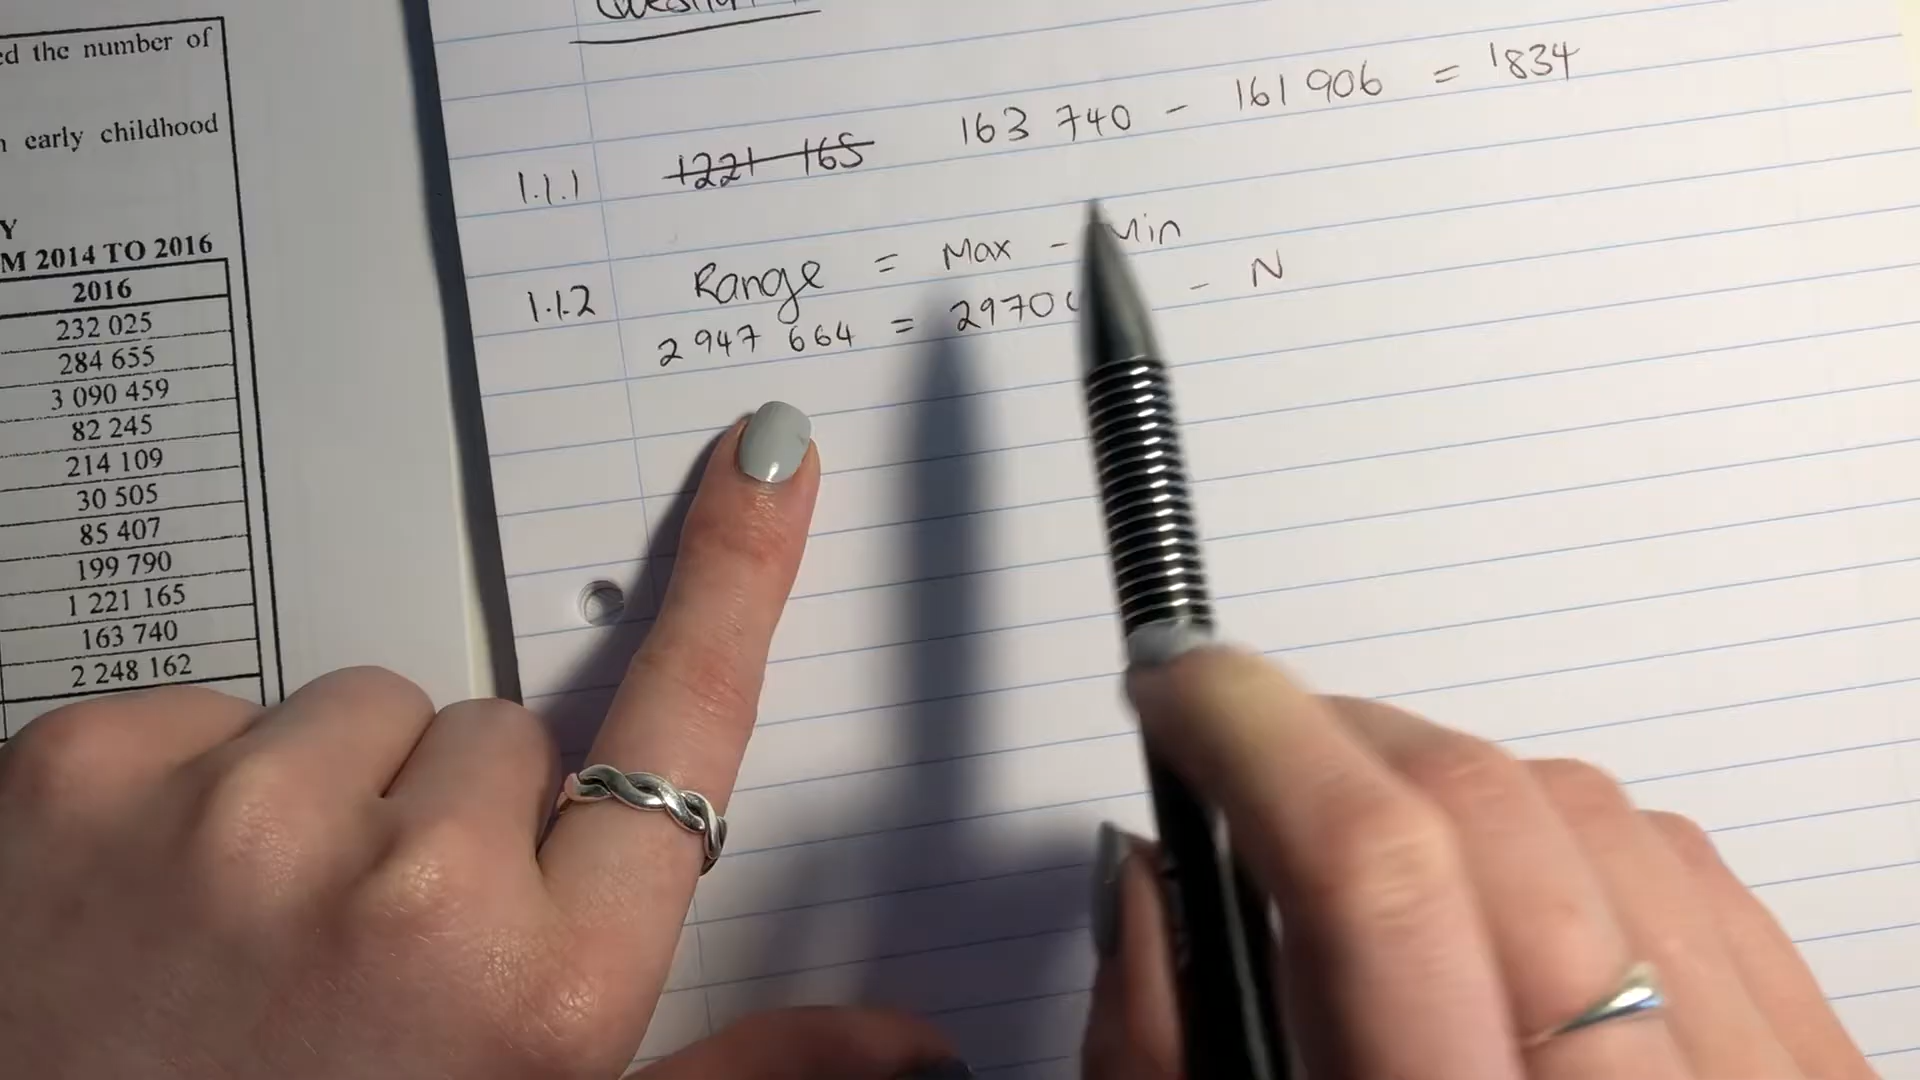 ed the number of
early childhood
Y
M 2014 TO 2016
2016
232 025
284 655
3 090 459
82 245
214 109
30 505
85 407
199 790
1 221 165
163 740
2 248 162
1.1.1 1221 165 163 740 - 161 906 = 1834
1.1.2 Range = Max - Min
2 947 664 = 2970 - N